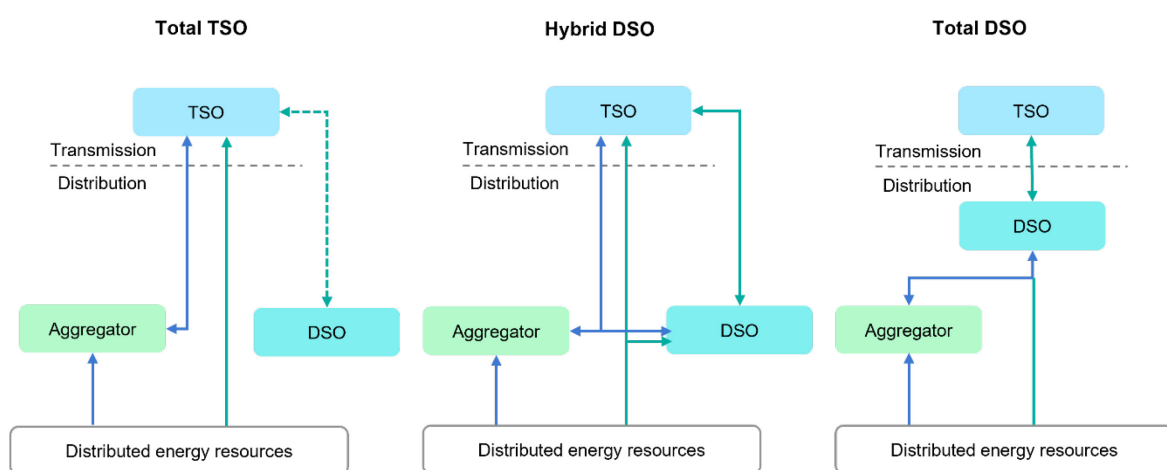 Total TSO
Hybrid DSO
Total DSO
TSO
TSO
TSO
Transmission
Distribution
Transmission
Distribution
Transmission
Distribution
DSO
Aggregator
DSO
Aggregator
DSO
Aggregator
Distributed energy resources
Distributed energy resources
Distributed energy resources